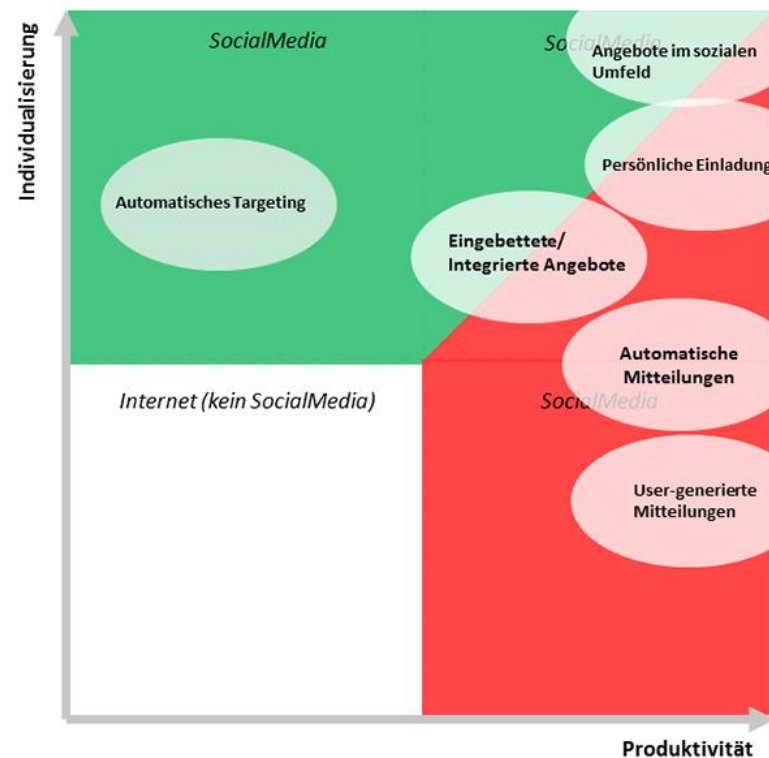 Individualisierung
SocialMedia
SocialMedia
Angebote im sozialen
Umfeld
Persönliche Einladung
Automatisches Targeting
Eingebettete/
Integrierte Angebote
Automatische
Mitteilungen
Internet (kein SocialMedia)
SocialMedia
User-generierte
Mitteilungen
Produktivität